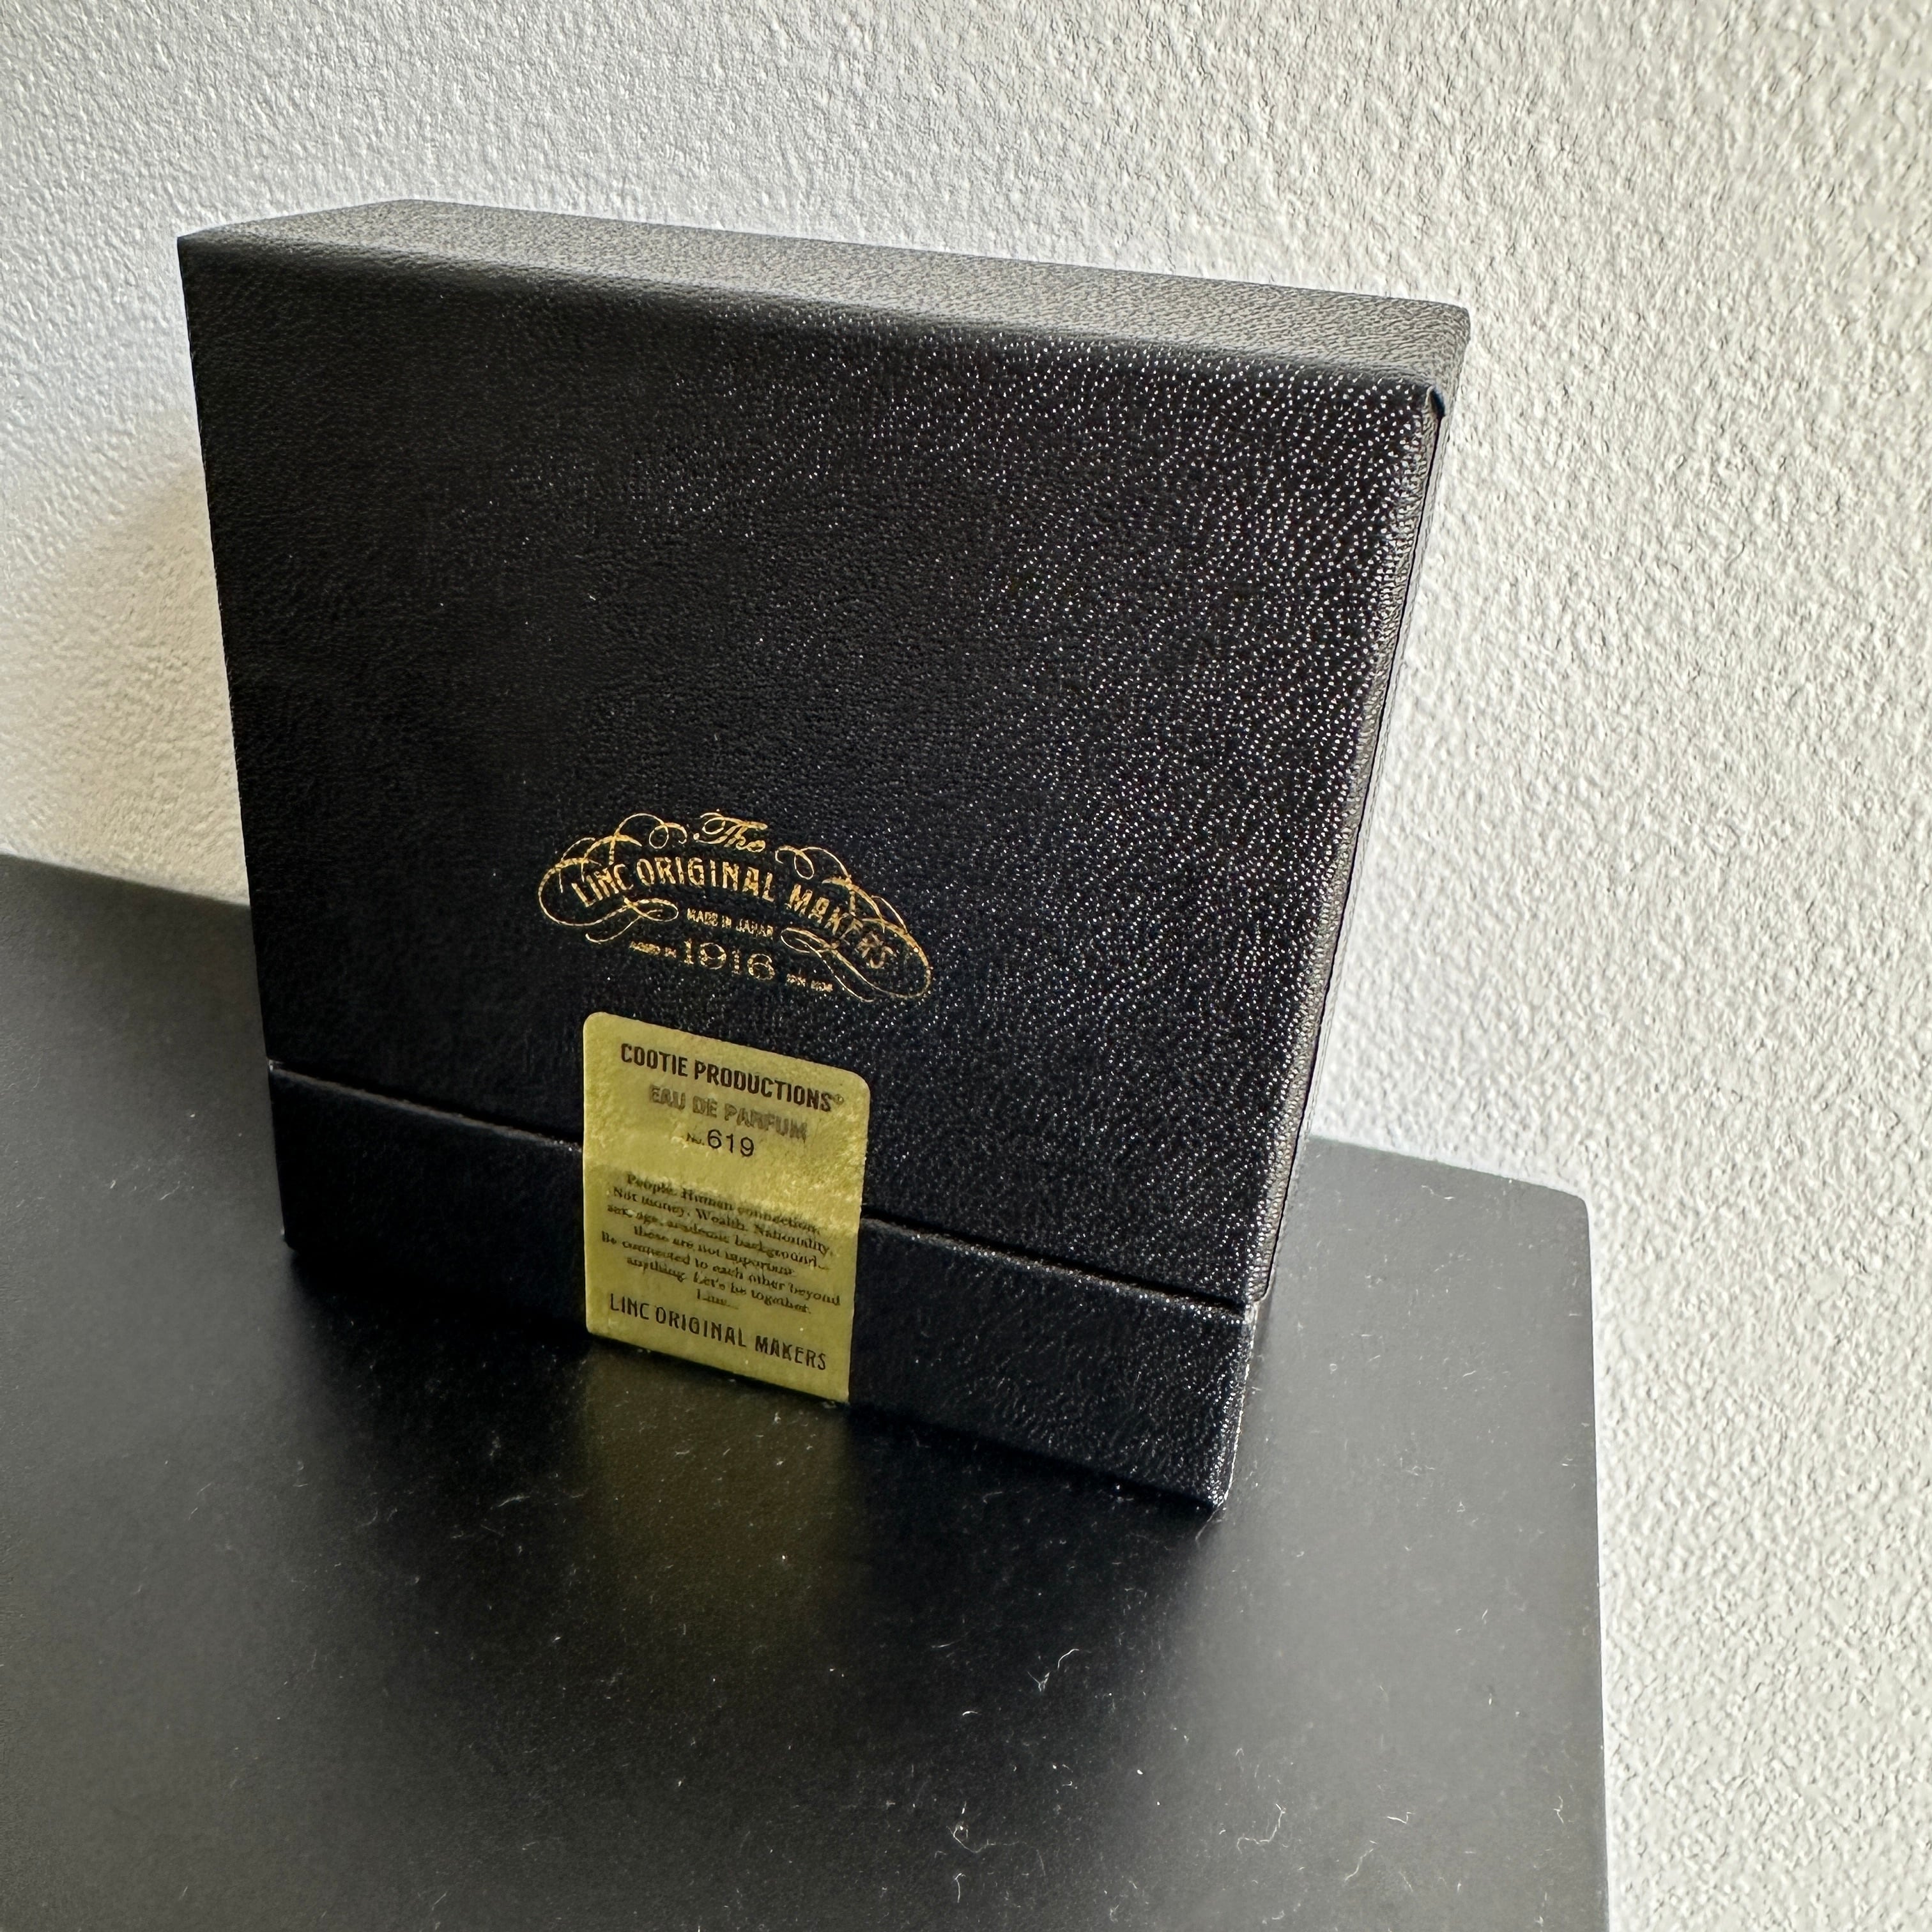 The
LINC ORIGINAL MAKERS
MADE IN JAPAN
1916
COOTIE PRODUCTIONS®
EAU DE PARFUM
No.619
People. Human connection.
Not money. Wealth. Nationality,
sex, age, academic background...
these are not important
Be connected to each other beyond
anything. Let's be together.
Linc...
LINC ORIGINAL MAKERS